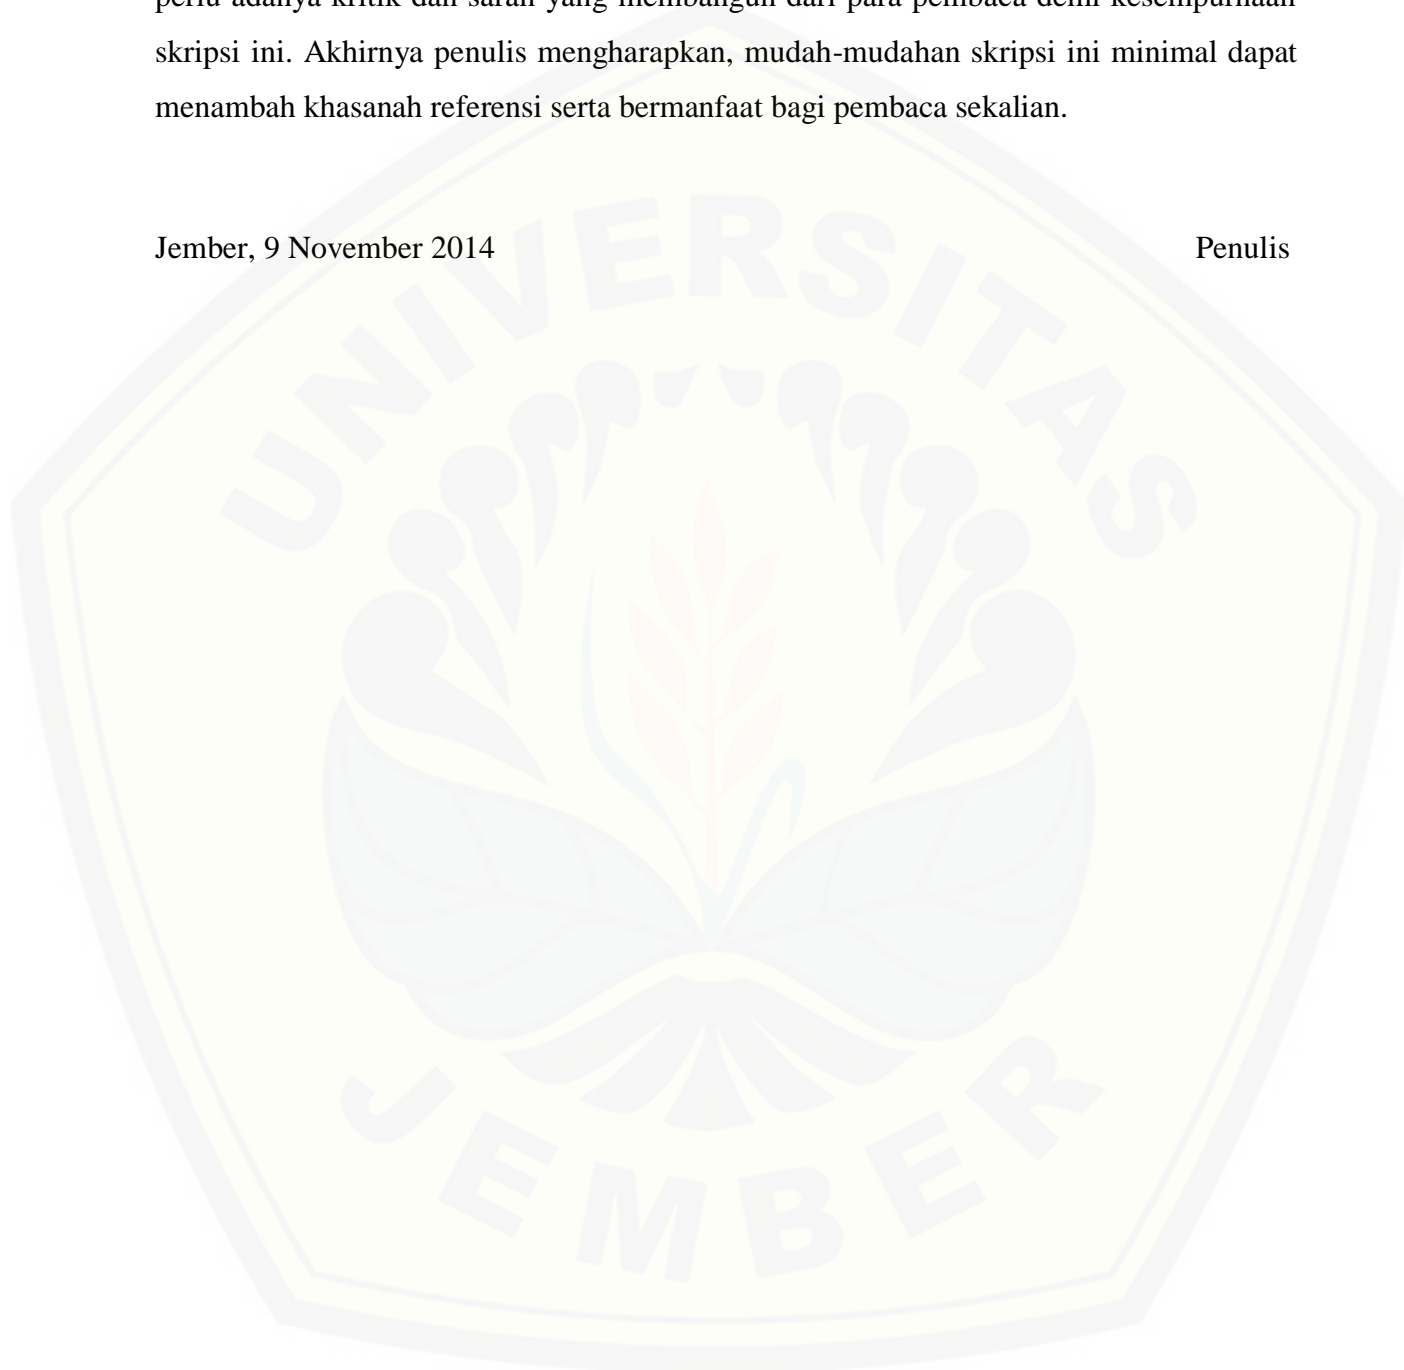 perlu adanya kritik dan saran yang membangun dari para pembaca demi kesempurnaan
skripsi ini. Akhirnya penulis mengharapkan, mudah-mudahan skripsi ini minimal dapat
menambah khasanah referensi serta bermanfaat bagi pembaca sekalian.
Jember, 9 November 2014 Penulis
UNIVERSITAS
JEMBER